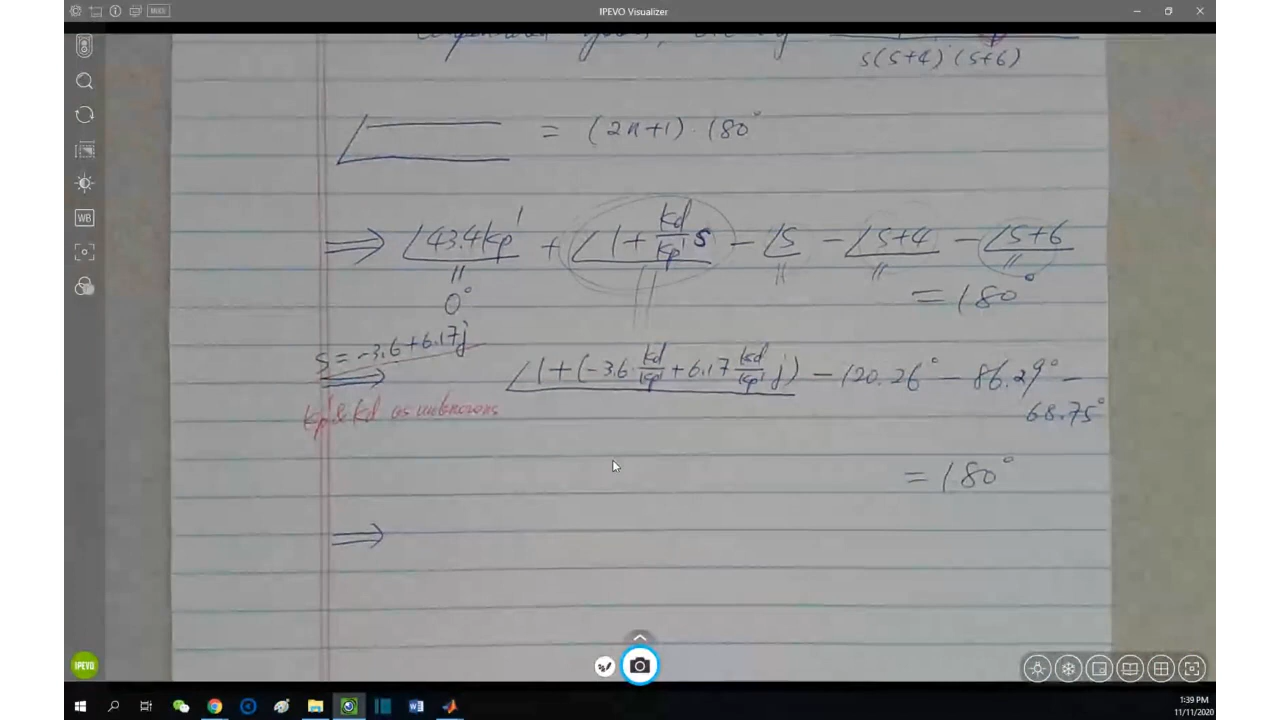 IPEVO Visualizer
s(s+4)(s+6)
∠ = (2n+1)·180°
⇒ ∠43.4kp' + ∠1+kd/kp' s - ∠s - ∠s+4 - ∠s+6
0° = 180°
s = -3.6+6.17j
⇒ ∠1+(-3.6 kd/kp' + 6.17 kd/kp' j) - 120.26° - 86.29° -
kp' & kd as unknowns 68.75°
= 180°
⇒
IPEVO
WB
1:39 PM
11/11/2020